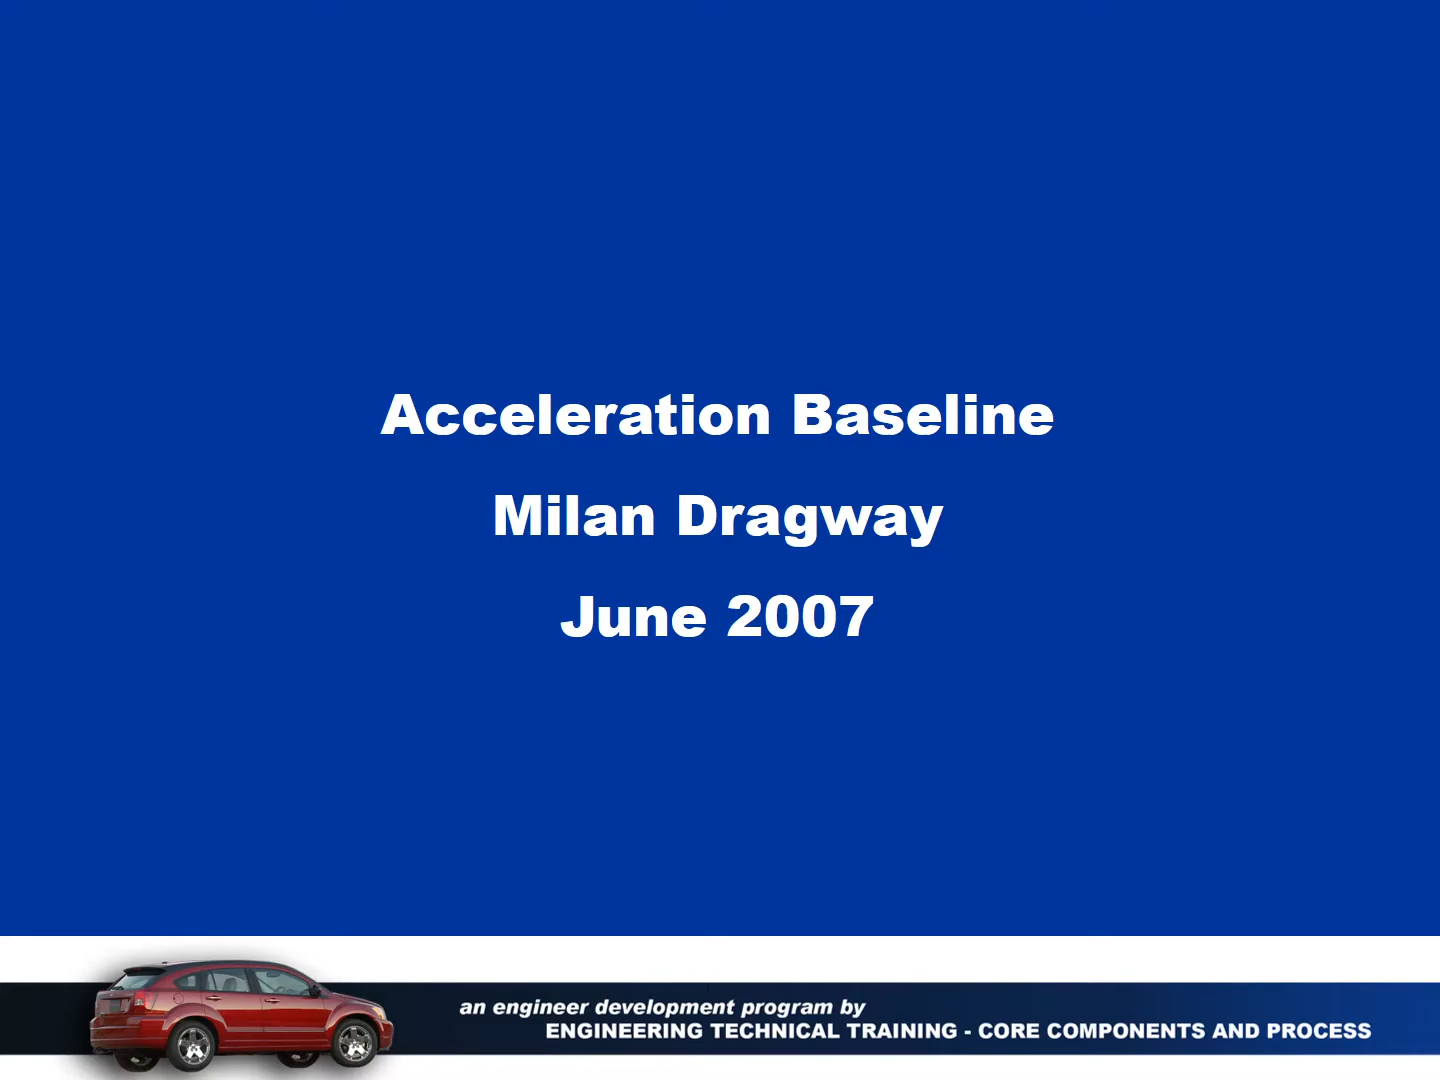 Acceleration Baseline
Milan Dragway
June 2007
an engineer development program by
ENGINEERING TECHNICAL TRAINING - CORE COMPONENTS AND PROCESS